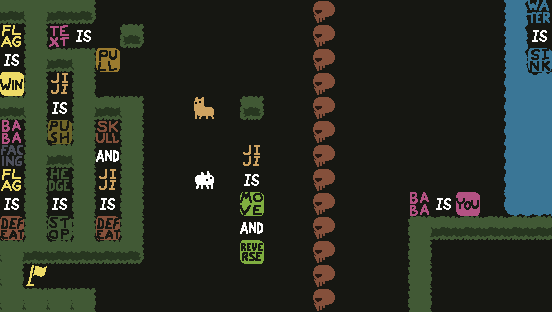 FLAG
IS
WIN
BABA
FACING
FLAG
IS
DEFEAT
TEXT IS
PULL
JIJI
IS
PUSH
HEDGE
IS
STOP
SKULL
AND
JIJI
IS
DEFEAT
JIJI
IS
MOVE
AND
REVERSE
BABA IS YOU
WATER
IS
SINK